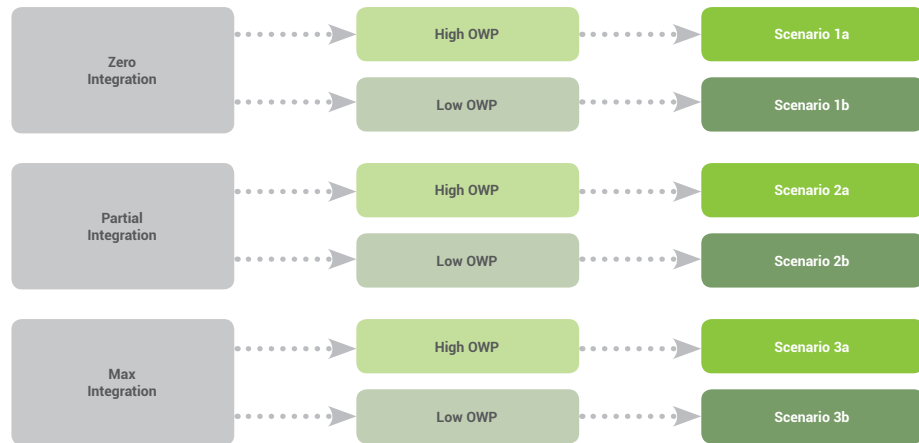 Zero
Integration
High OWP
Scenario 1a
Low OWP
Scenario 1b
Partial
Integration
High OWP
Scenario 2a
Low OWP
Scenario 2b
Max
Integration
High OWP
Scenario 3a
Low OWP
Scenario 3b